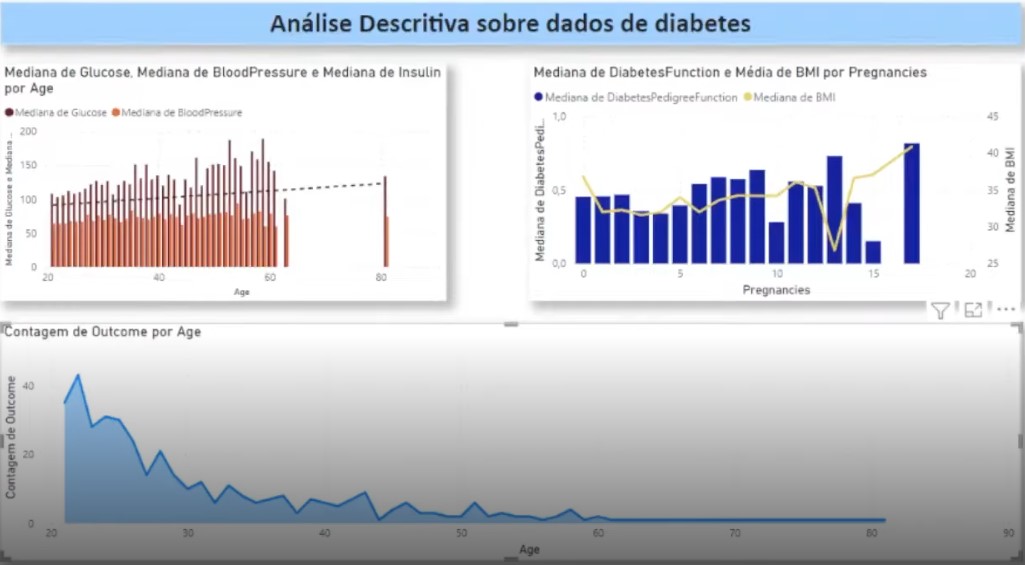 Análise Descritiva sobre dados de diabetes
Mediana de Glucose, Mediana de BloodPressure e Mediana de Insulin
por Age
Mediana de Glucose Mediana de BloodPressure
Mediana de Glucose e Mediana ...
200
150
100
50
0
20 40 60 80
Age
Mediana de DiabetesFunction e Média de BMI por Pregnancies
Mediana de DiabetesPedigreeFunction Mediana de BMI
Mediana de DiabetesPedi...
1,0
0,5
0,0
45
40
35
30
25
Mediana de BMI
0 5 10 15 20
Pregnancies
Contagem de Outcome por Age
Contagem de Outcome
40
20
0
20 30 40 50 60 70 80 90
Age